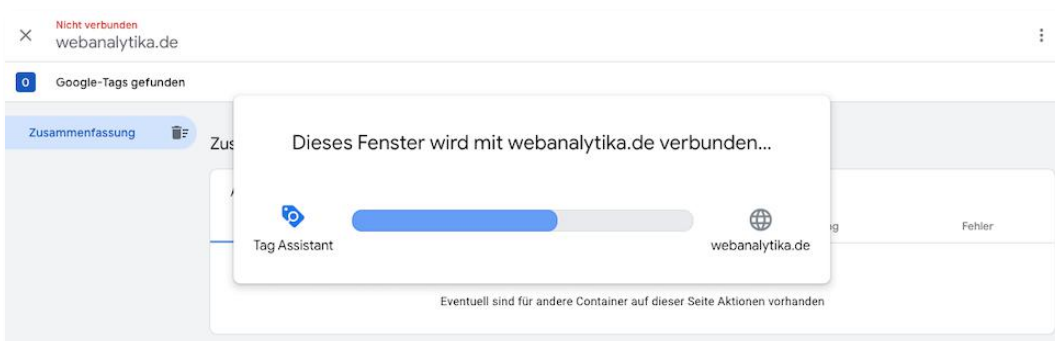 Nicht verbunden
webanalytika.de
0 Google-Tags gefunden
Zusammenfassung
Dieses Fenster wird mit webanalytika.de verbunden...
Tag Assistant
webanalytika.de
Fehler
Eventuell sind für andere Container auf dieser Seite Aktionen vorhanden